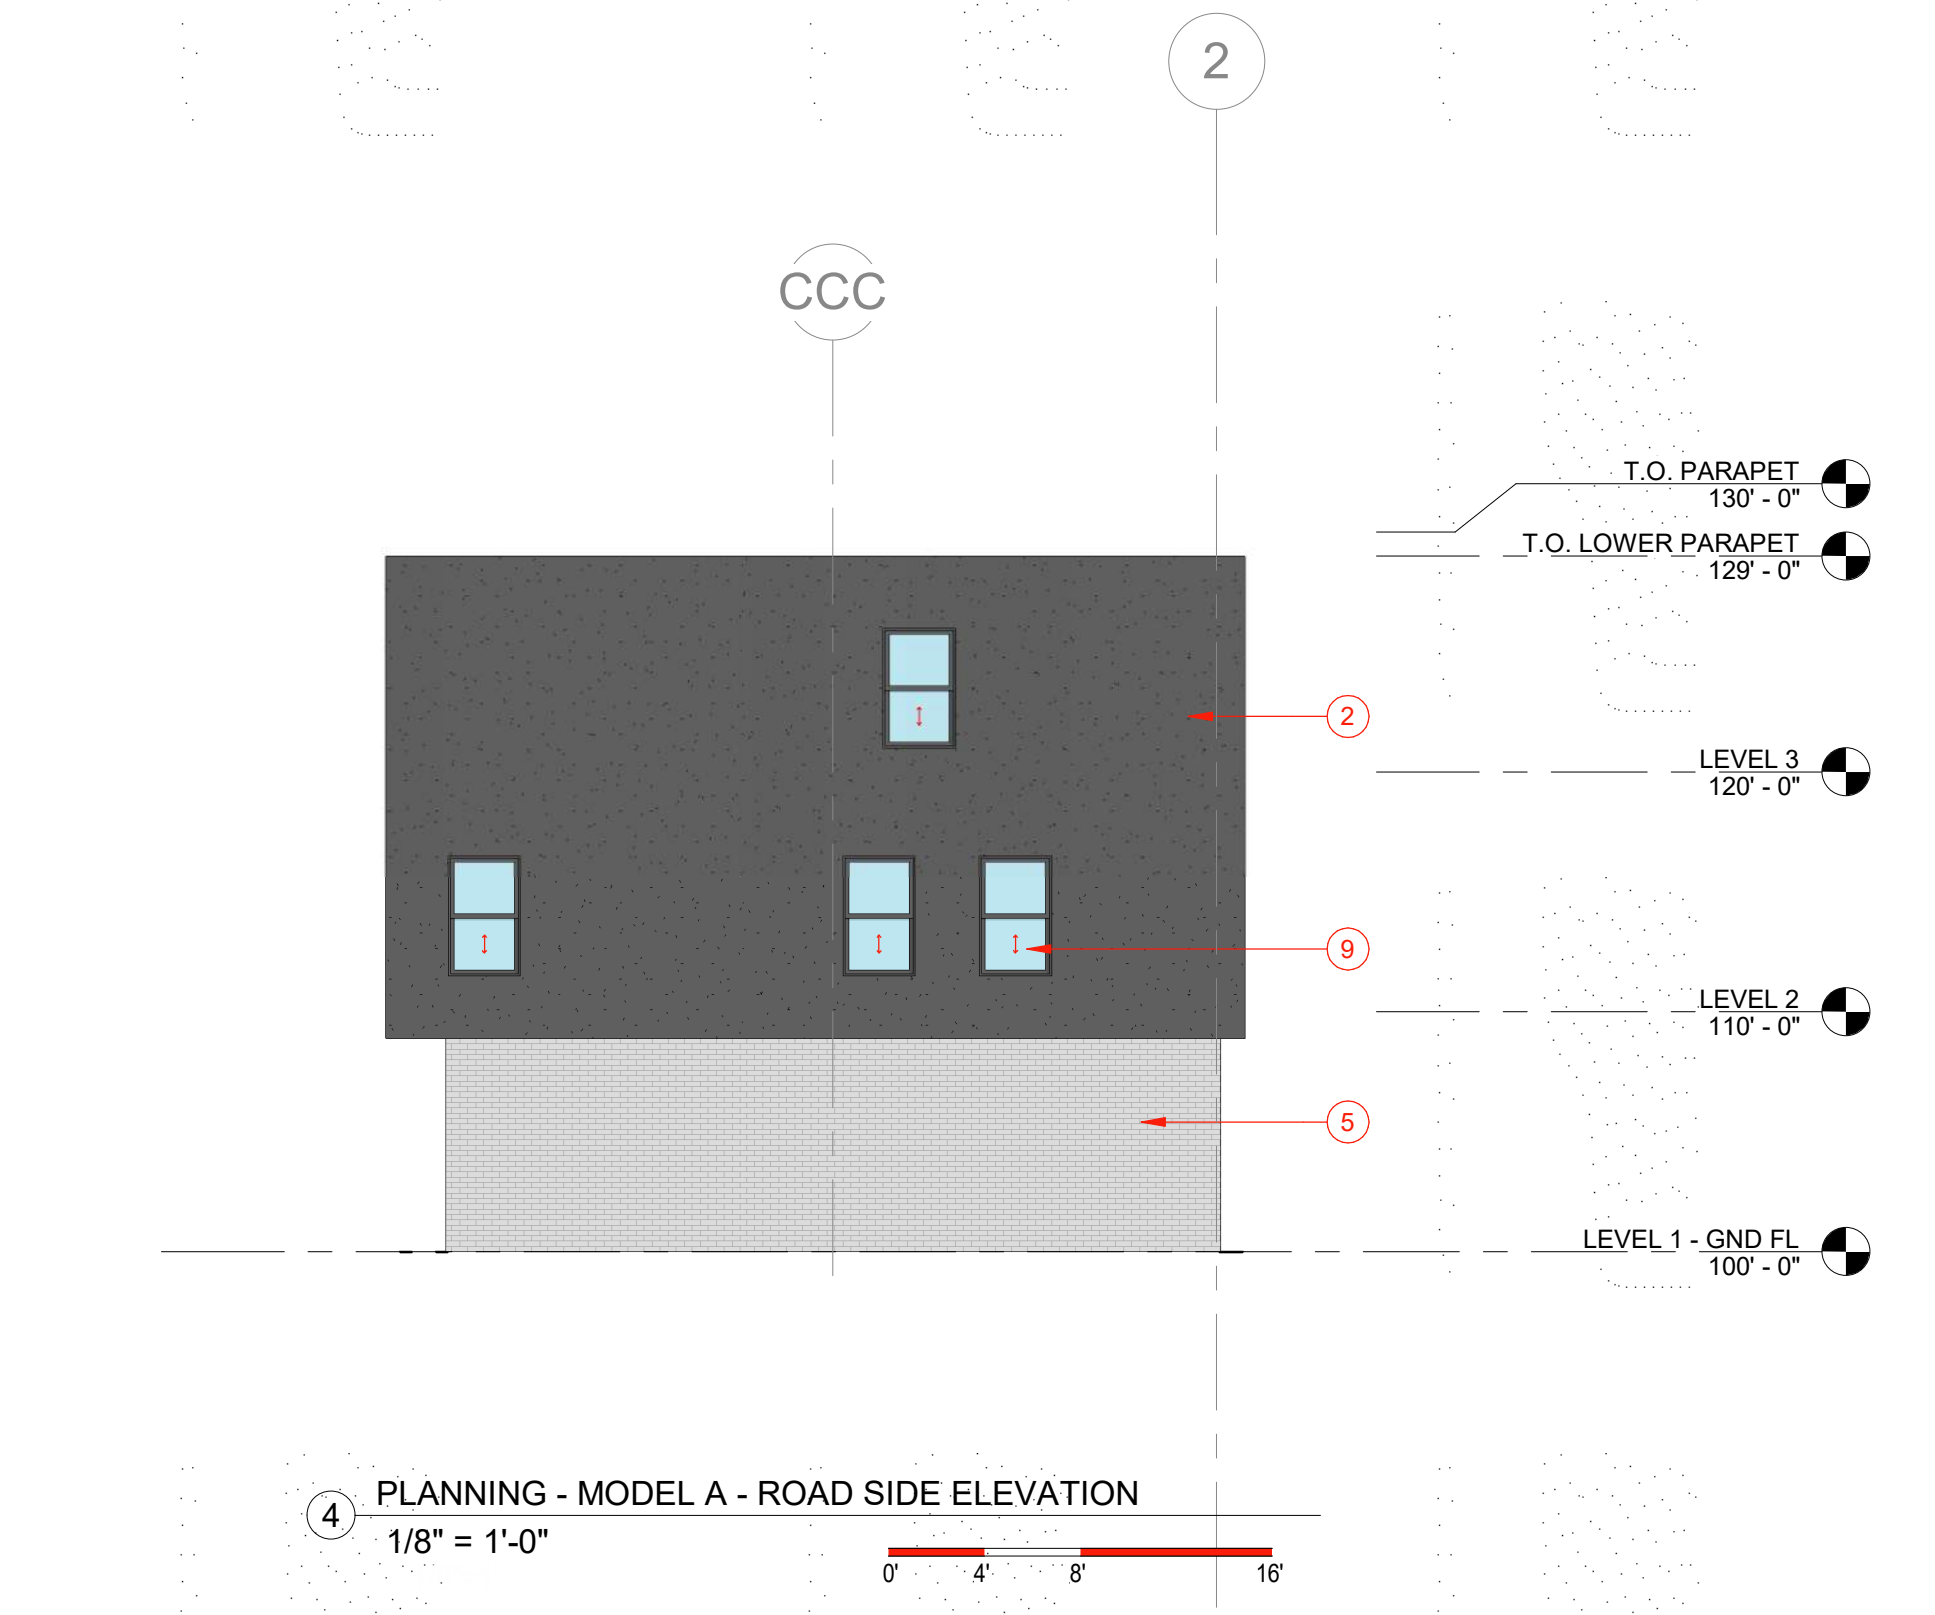 2
CCC
T.O. PARAPET
130' - 0"
T.O. LOWER PARAPET
129' - 0"
2
LEVEL 3
120' - 0"
9
LEVEL 2
110' - 0"
5
LEVEL 1 - GND FL
100' - 0"
4 PLANNING - MODEL A - ROAD SIDE ELEVATION
1/8" = 1'-0"
0' 4' 8' 16'